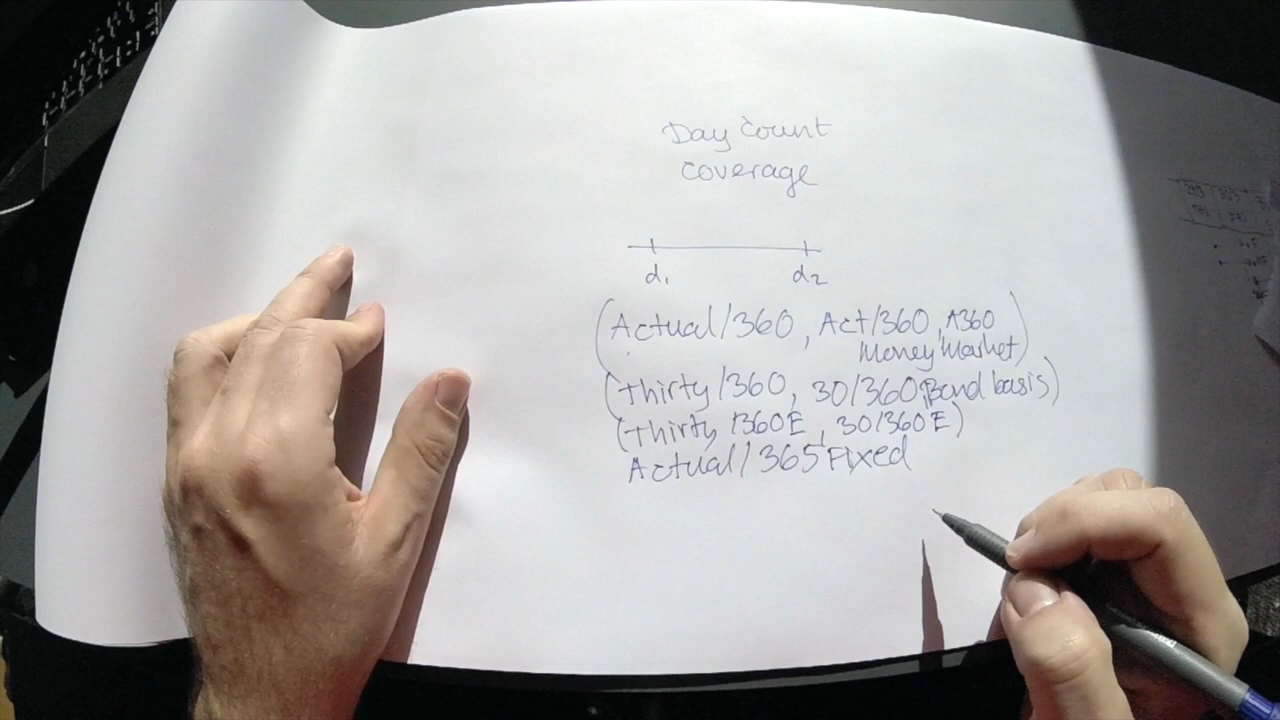 Day Count
Coverage
d1 d2
(Actual/360, Act/360, A360
Money Market)
(Thirty/360, 30/360, Bond basis)
(Thirty 360E, 30/360E)
Actual/365 Fixed